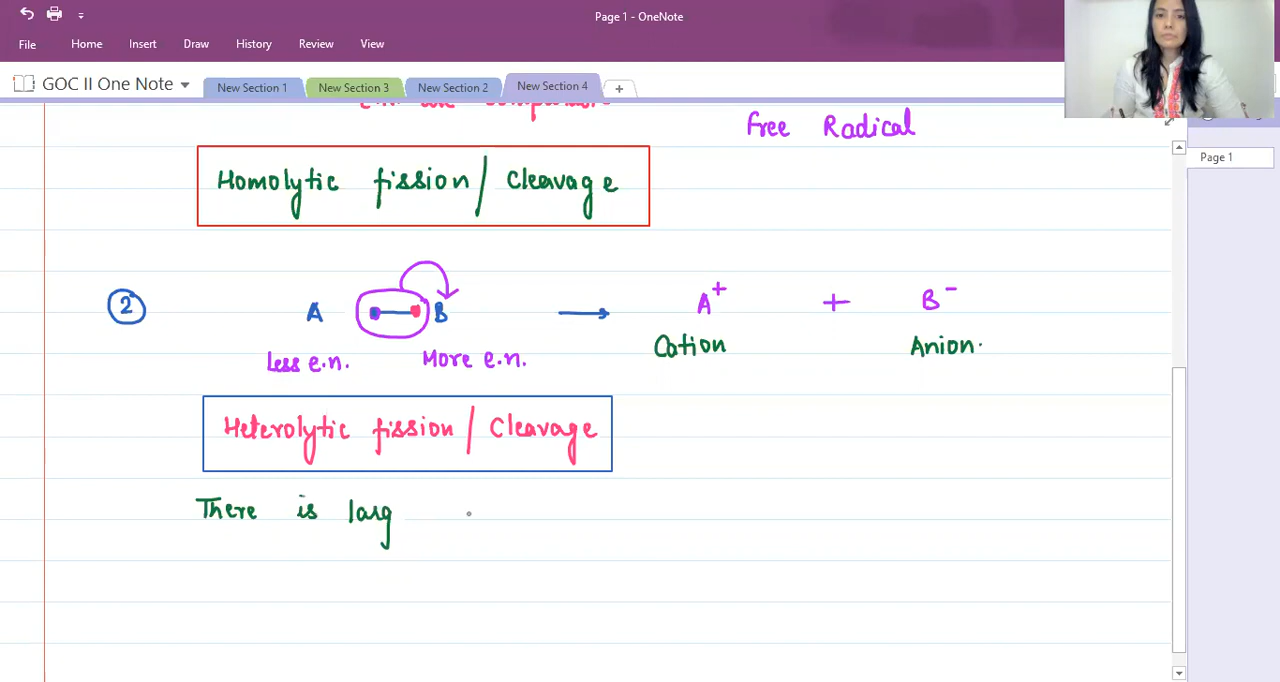 Page 1 - OneNote
File Home Insert Draw History Review View
GOC II One Note New Section 1 New Section 3 New Section 2 New Section 4 +
Page 1
Free Radical
Homolytic fission / Cleavage
2 A B A+ + B-
Less e.n. More e.n. Cation Anion.
Heterolytic fission / Cleavage
There is larg